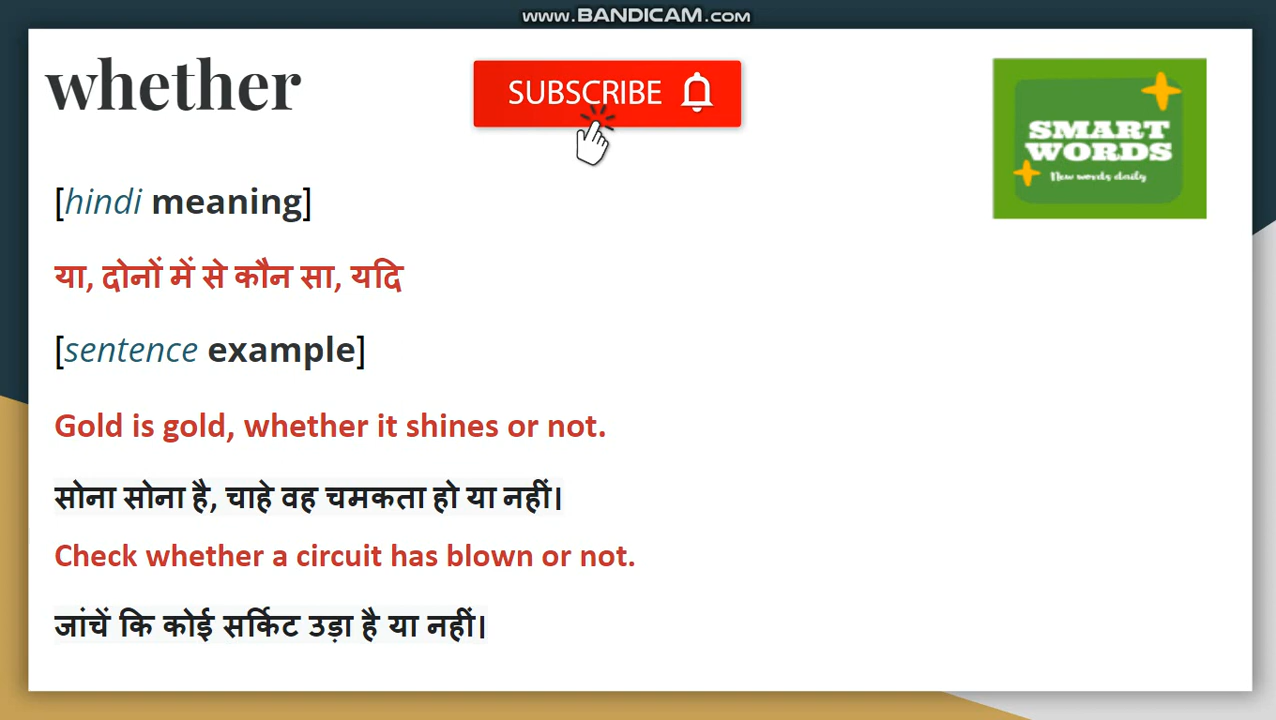 www.BANDICAM.com
whether
SUBSCRIBE
SMART
WORDS
New words daily
[hindi meaning]
या, दोनों में से कौन सा, यदि
[sentence example]
Gold is gold, whether it shines or not.
सोना सोना है, चाहे वह चमकता हो या नहीं।
Check whether a circuit has blown or not.
जांचें कि कोई सर्किट उड़ा है या नहीं।